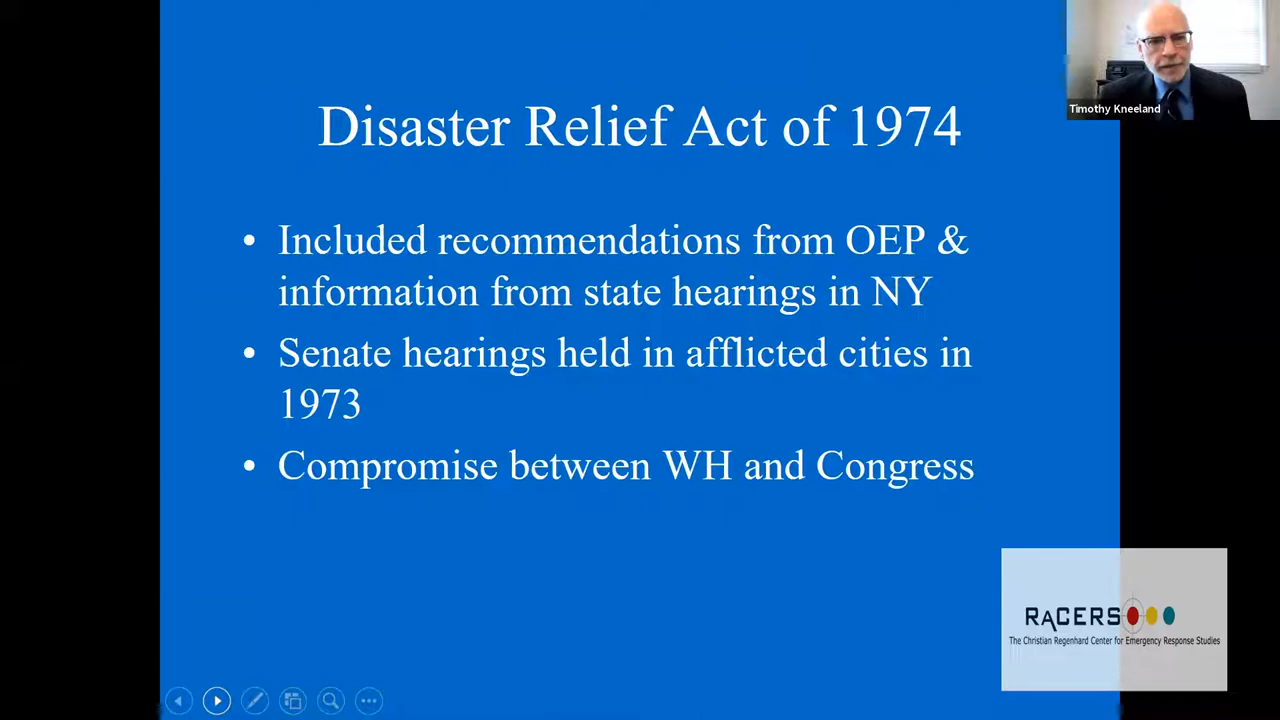 Timothy Kneeland
Disaster Relief Act of 1974
• Included recommendations from OEP &
information from state hearings in NY
• Senate hearings held in afflicted cities in
1973
• Compromise between WH and Congress
RaCERS
The Christian Regenhard Center for Emergency Response Studies